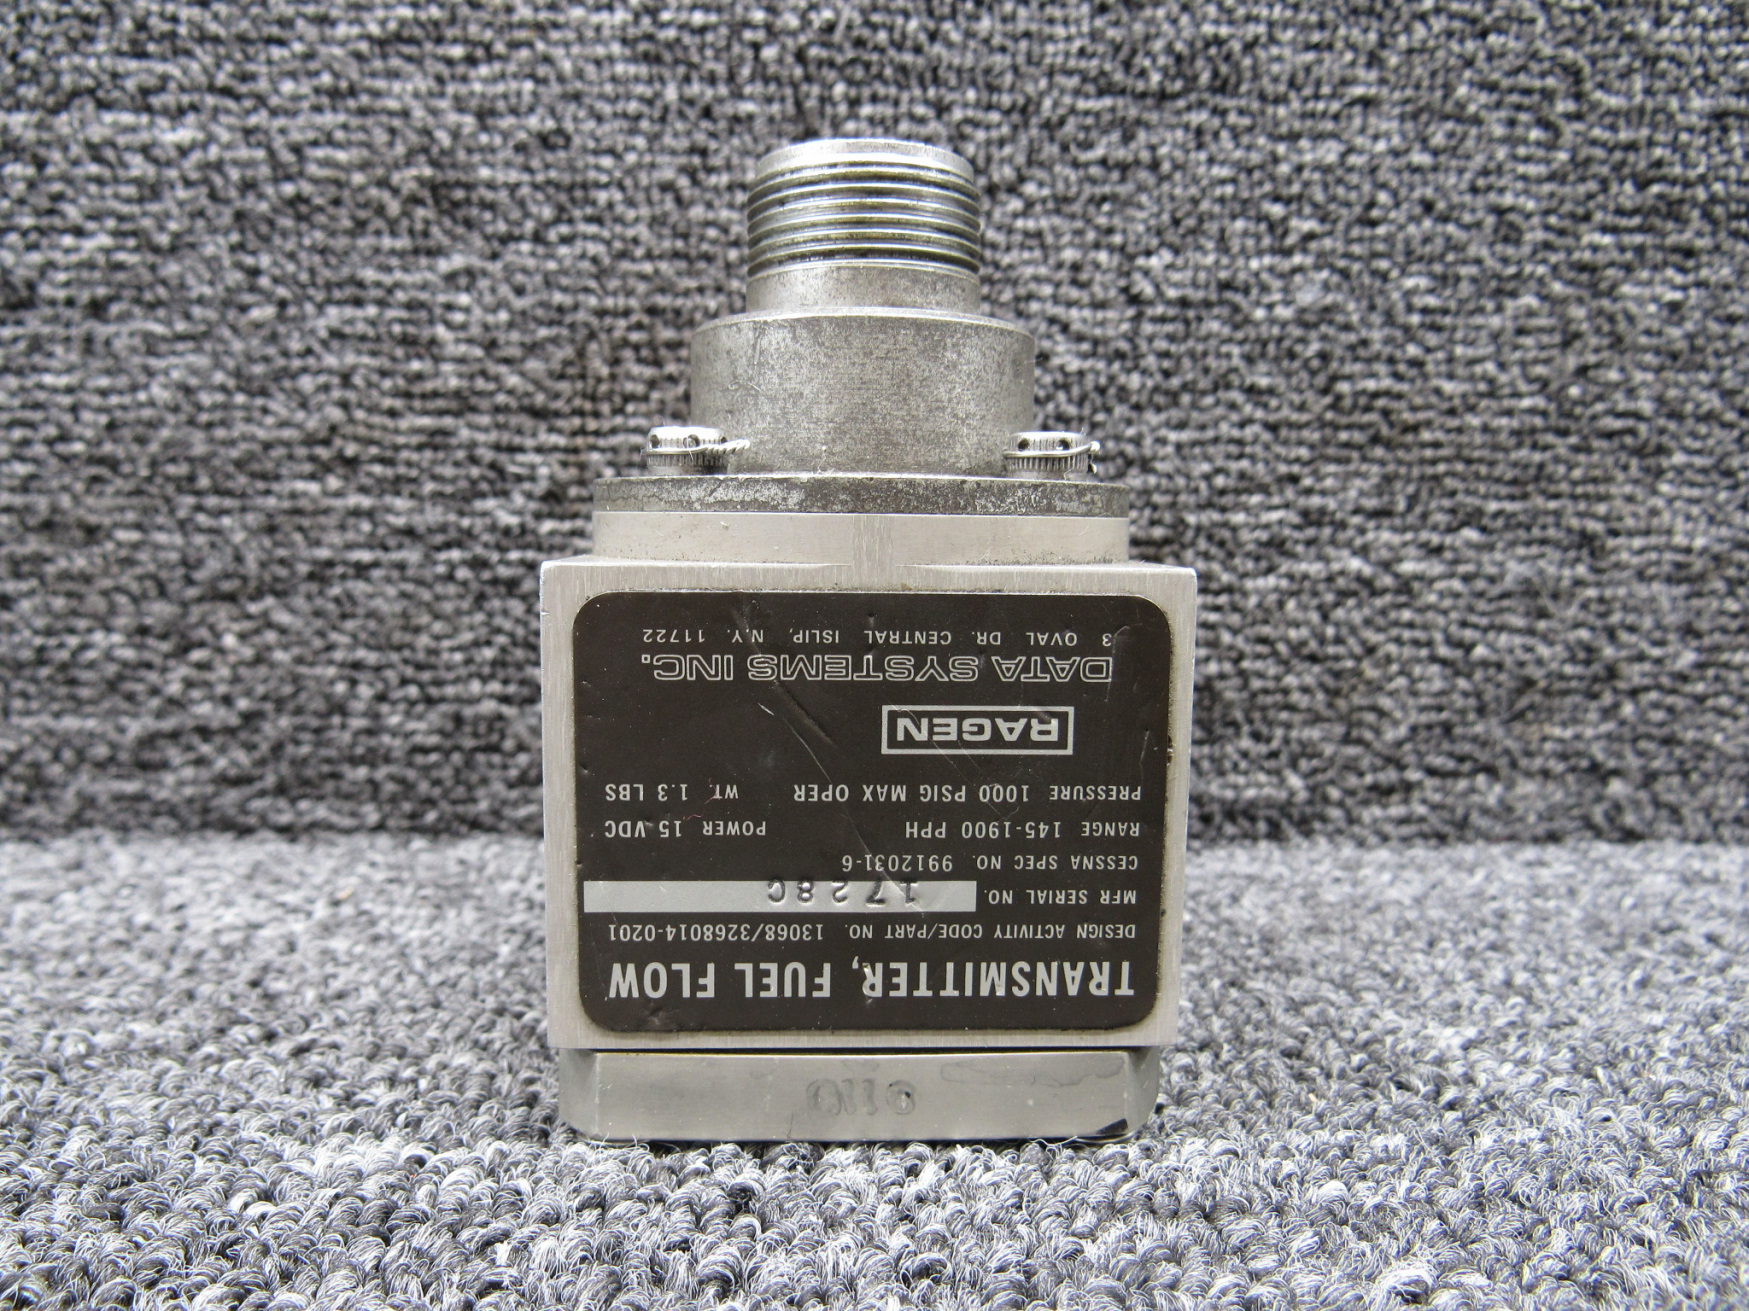 TRANSMITTER, FUEL FLOW
DESIGN ACTIVITY CODE/PART NO. 13068/3268014-0201
MFR SERIAL NO. 1728C
CESSNA SPEC NO. 9912031-6
RANGE 145-1900 PPH POWER 15 VDC
PRESSURE 1000 PSIG MAX OPER WT. 1.3 LBS
RAGEN
DATA SYSTEMS INC.
3 OVAL DR. CENTRAL ISLIP, N.Y. 11722